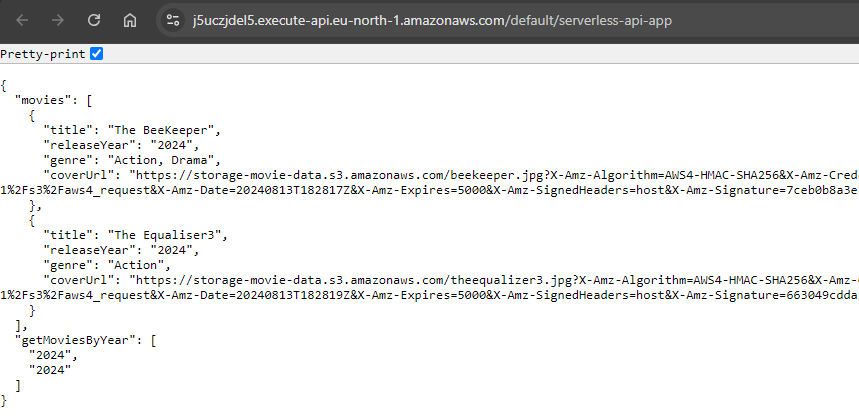 j5uczjdel5.execute-api.eu-north-1.amazonaws.com/default/serverless-api-app
Pretty-print
{
"movies": [
{
"title": "The BeeKeeper",
"releaseYear": "2024",
"genre": "Action, Drama",
"coverUrl": "https://storage-movie-data.s3.amazonaws.com/beekeeper.jpg?X-Amz-Algorithm=AWS4-HMAC-SHA256&X-Amz-Cred
1%2Fs3%2Faws4_request&X-Amz-Date=20240813T182817Z&X-Amz-Expires=5000&X-Amz-SignedHeaders=host&X-Amz-Signature=7ceb0b8a3e
},
{
"title": "The Equaliser3",
"releaseYear": "2024",
"genre": "Action",
"coverUrl": "https://storage-movie-data.s3.amazonaws.com/theequalizer3.jpg?X-Amz-Algorithm=AWS4-HMAC-SHA256&X-Amz-
1%2Fs3%2Faws4_request&X-Amz-Date=20240813T182819Z&X-Amz-Expires=5000&X-Amz-SignedHeaders=host&X-Amz-Signature=663049cdda
}
],
"getMoviesByYear": [
"2024",
"2024"
]
}